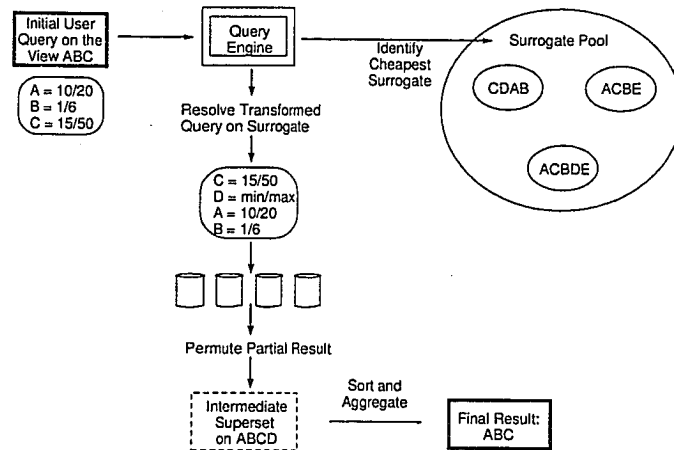 Initial User
Query on the
View ABC
A = 10/20
B = 1/6
C = 15/50
Query
Engine
Identify
Cheapest
Surrogate
Surrogate Pool
CDAB
ACBE
ACBDE
Resolve Transformed
Query on Surrogate
C = 15/50
D = min/max
A = 10/20
B = 1/6
Permute Partial Result
Intermediate
Superset
on ABCD
Sort and
Aggregate
Final Result:
ABC